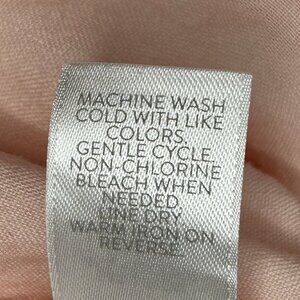 MACHINE WASH
COLD WITH LIKE
COLORS.
GENTLE CYCLE.
NON-CHLORINE
BLEACH WHEN
NEEDED.
LINE DRY.
WARM IRON ON
REVERSE.